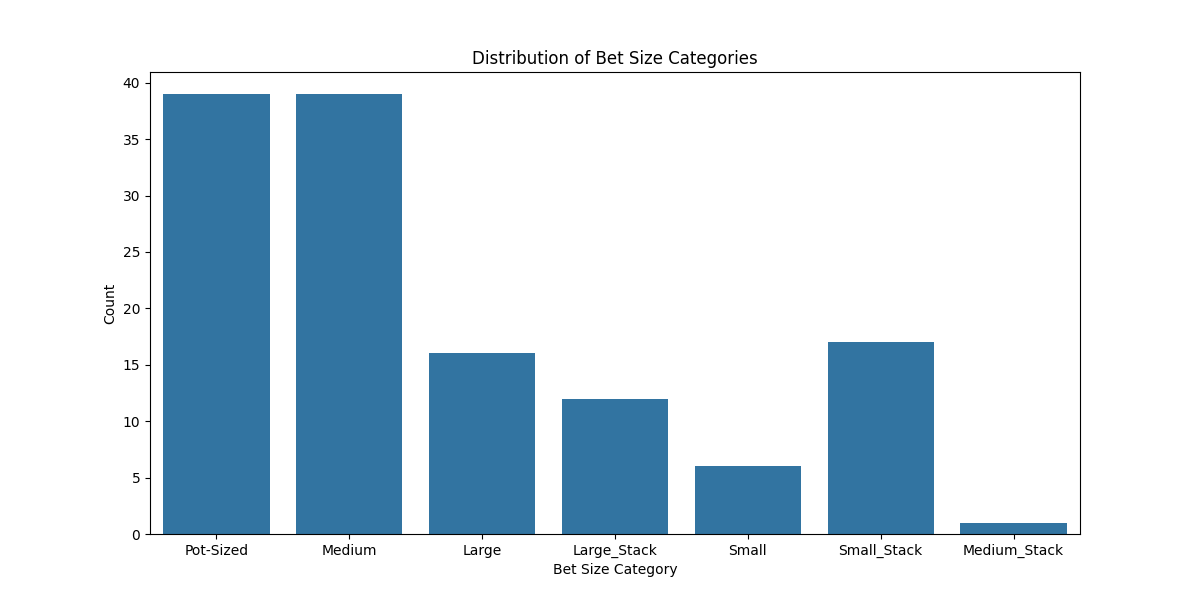 Distribution of Bet Size Categories
Count
40
35
30
25
20
15
10
5
0
Pot-Sized Medium Large Large_Stack Small Small_Stack Medium_Stack
Bet Size Category